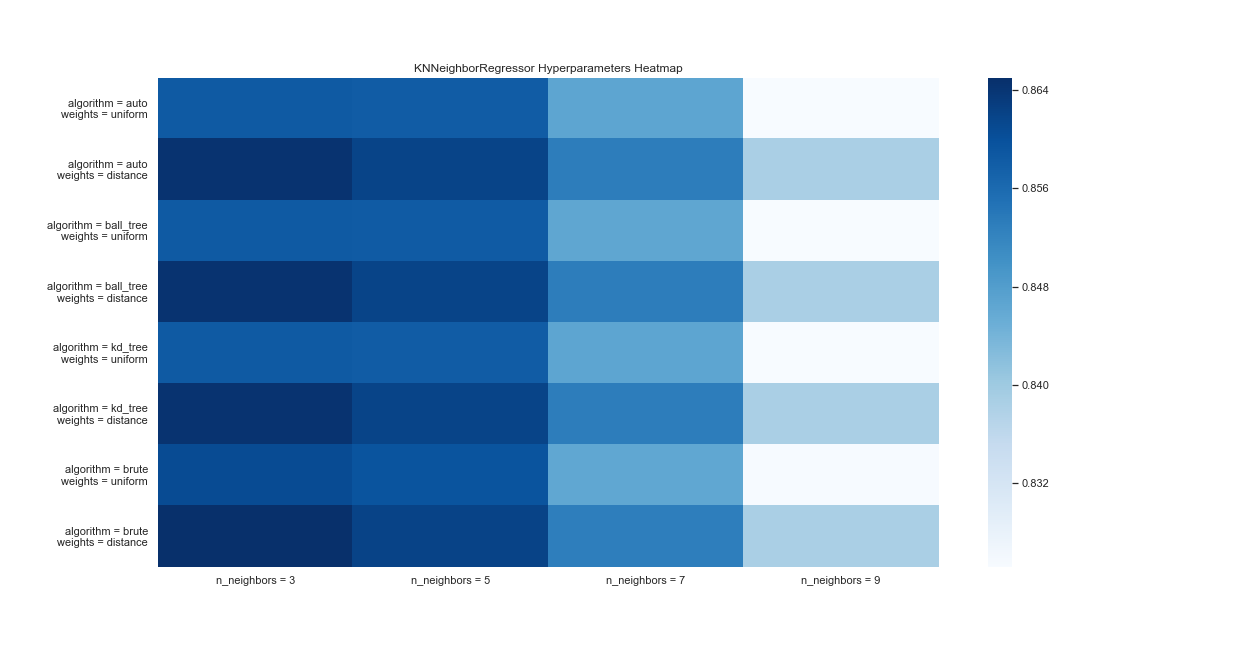 KNNeighborRegressor Hyperparameters Heatmap
algorithm = auto
weights = uniform
algorithm = auto
weights = distance
algorithm = ball_tree
weights = uniform
algorithm = ball_tree
weights = distance
algorithm = kd_tree
weights = uniform
algorithm = kd_tree
weights = distance
algorithm = brute
weights = uniform
algorithm = brute
weights = distance
n_neighbors = 3
n_neighbors = 5
n_neighbors = 7
n_neighbors = 9
0.864
0.856
0.848
0.840
0.832